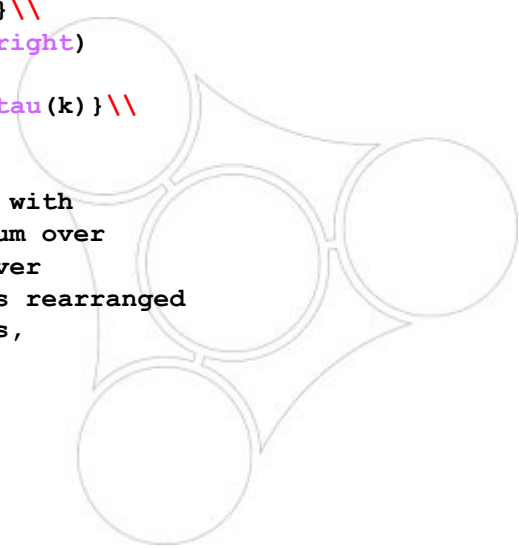 }\\
right)
tau(k)}\\
with
um over
ver
s rearranged
s,